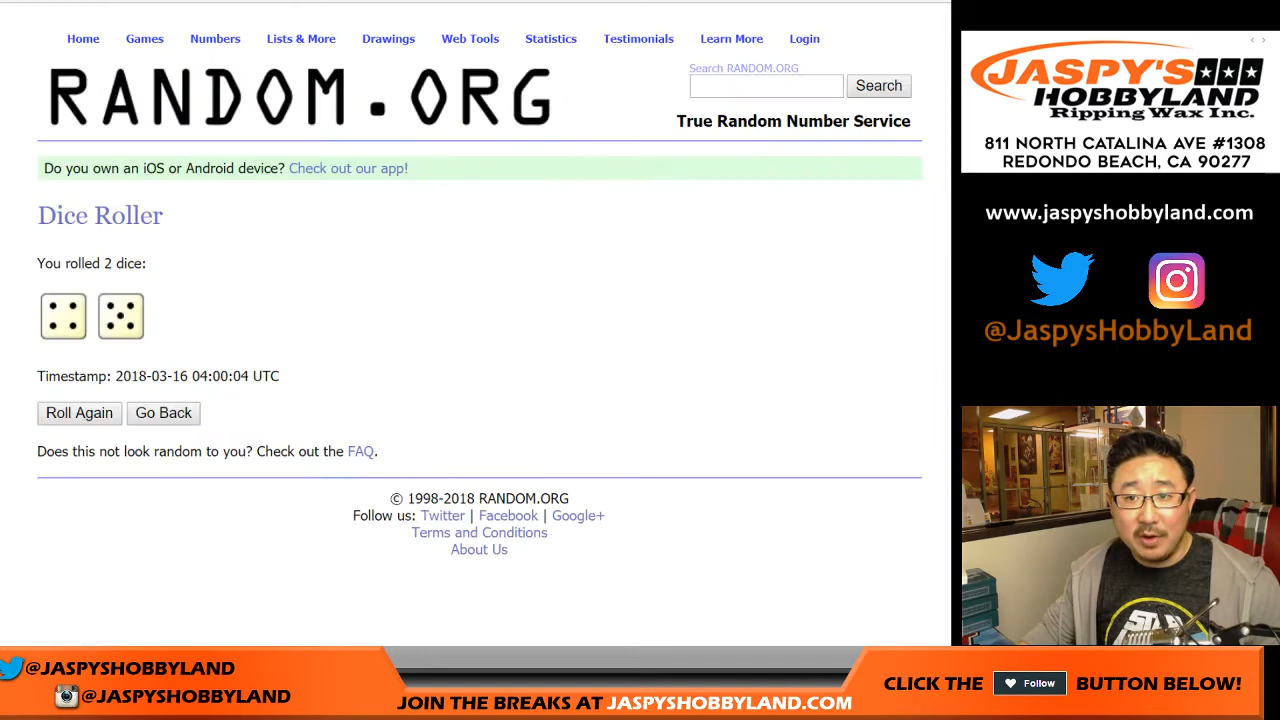 Home Games Numbers Lists & More Drawings Web Tools Statistics Testimonials Learn More Login
RANDOM.ORG
Search RANDOM.ORG
Search
True Random Number Service
Do you own an iOS or Android device? Check out our app!
Dice Roller
You rolled 2 dice:
Timestamp: 2018-03-16 04:00:04 UTC
Roll Again Go Back
Does this not look random to you? Check out the FAQ.
© 1998-2018 RANDOM.ORG
Follow us: Twitter | Facebook | Google+
Terms and Conditions
About Us
JASPY'S
HOBBYLAND
Ripping Wax Inc.
811 NORTH CATALINA AVE #1308
REDONDO BEACH, CA 90277
www.jaspyshobbyland.com
@JaspysHobbyLand
@JASPYSHOBBYLAND
@JASPYSHOBBYLAND
JOIN THE BREAKS AT JASPYSHOBBYLAND.COM
CLICK THE Follow BUTTON BELOW!